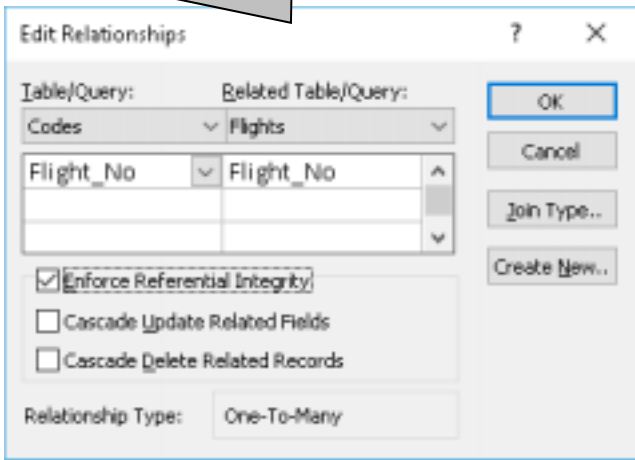 Edit Relationships ? ×
Table/Query: Related Table/Query:
Codes Flights
Flight_No Flight_No
Enforce Referential Integrity
Cascade Update Related Fields
Cascade Delete Related Records
Relationship Type: One-To-Many
OK
Cancel
Join Type..
Create New..